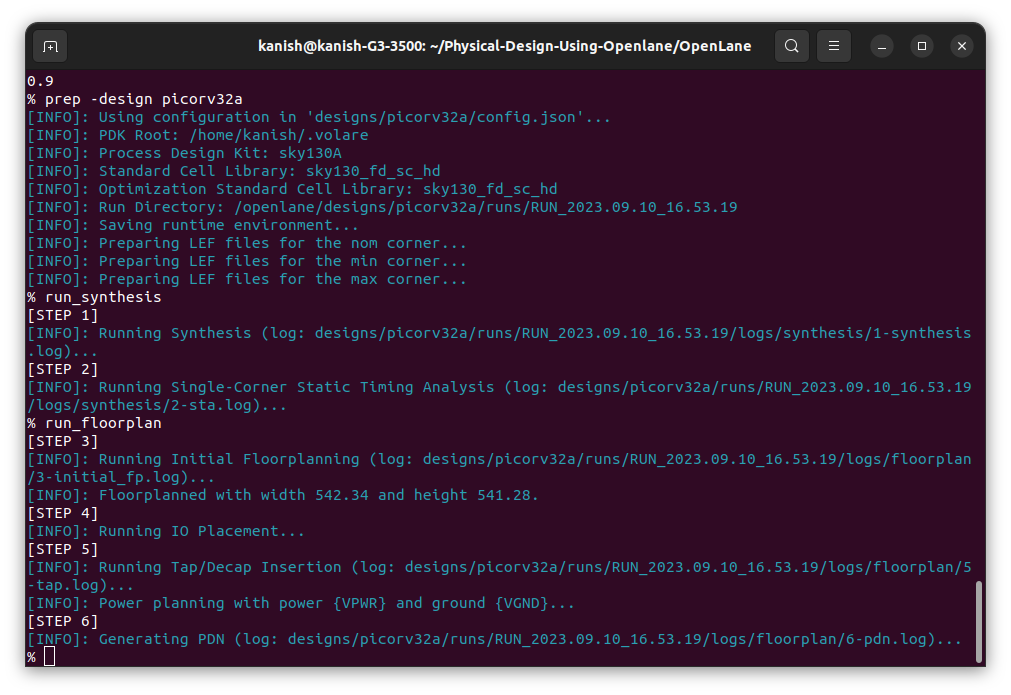 kanish@kanish-G3-3500: ~/Physical-Design-Using-Openlane/OpenLane
0.9
% prep -design picorv32a
[INFO]: Using configuration in 'designs/picorv32a/config.json'...
[INFO]: PDK Root: /home/kanish/.volare
[INFO]: Process Design Kit: sky130A
[INFO]: Standard Cell Library: sky130_fd_sc_hd
[INFO]: Optimization Standard Cell Library: sky130_fd_sc_hd
[INFO]: Run Directory: /openlane/designs/picorv32a/runs/RUN_2023.09.10_16.53.19
[INFO]: Saving runtime environment...
[INFO]: Preparing LEF files for the nom corner...
[INFO]: Preparing LEF files for the min corner...
[INFO]: Preparing LEF files for the max corner...
% run_synthesis
[STEP 1]
[INFO]: Running Synthesis (log: designs/picorv32a/runs/RUN_2023.09.10_16.53.19/logs/synthesis/1-synthesis
.log)...
[STEP 2]
[INFO]: Running Single-Corner Static Timing Analysis (log: designs/picorv32a/runs/RUN_2023.09.10_16.53.19
/logs/synthesis/2-sta.log)...
% run_floorplan
[STEP 3]
[INFO]: Running Initial Floorplanning (log: designs/picorv32a/runs/RUN_2023.09.10_16.53.19/logs/floorplan
/3-initial_fp.log)...
[INFO]: Floorplanned with width 542.34 and height 541.28.
[STEP 4]
[INFO]: Running IO Placement...
[STEP 5]
[INFO]: Running Tap/Decap Insertion (log: designs/picorv32a/runs/RUN_2023.09.10_16.53.19/logs/floorplan/5
-tap.log)...
[INFO]: Power planning with power {VPWR} and ground {VGND}...
[STEP 6]
[INFO]: Generating PDN (log: designs/picorv32a/runs/RUN_2023.09.10_16.53.19/logs/floorplan/6-pdn.log)...
%